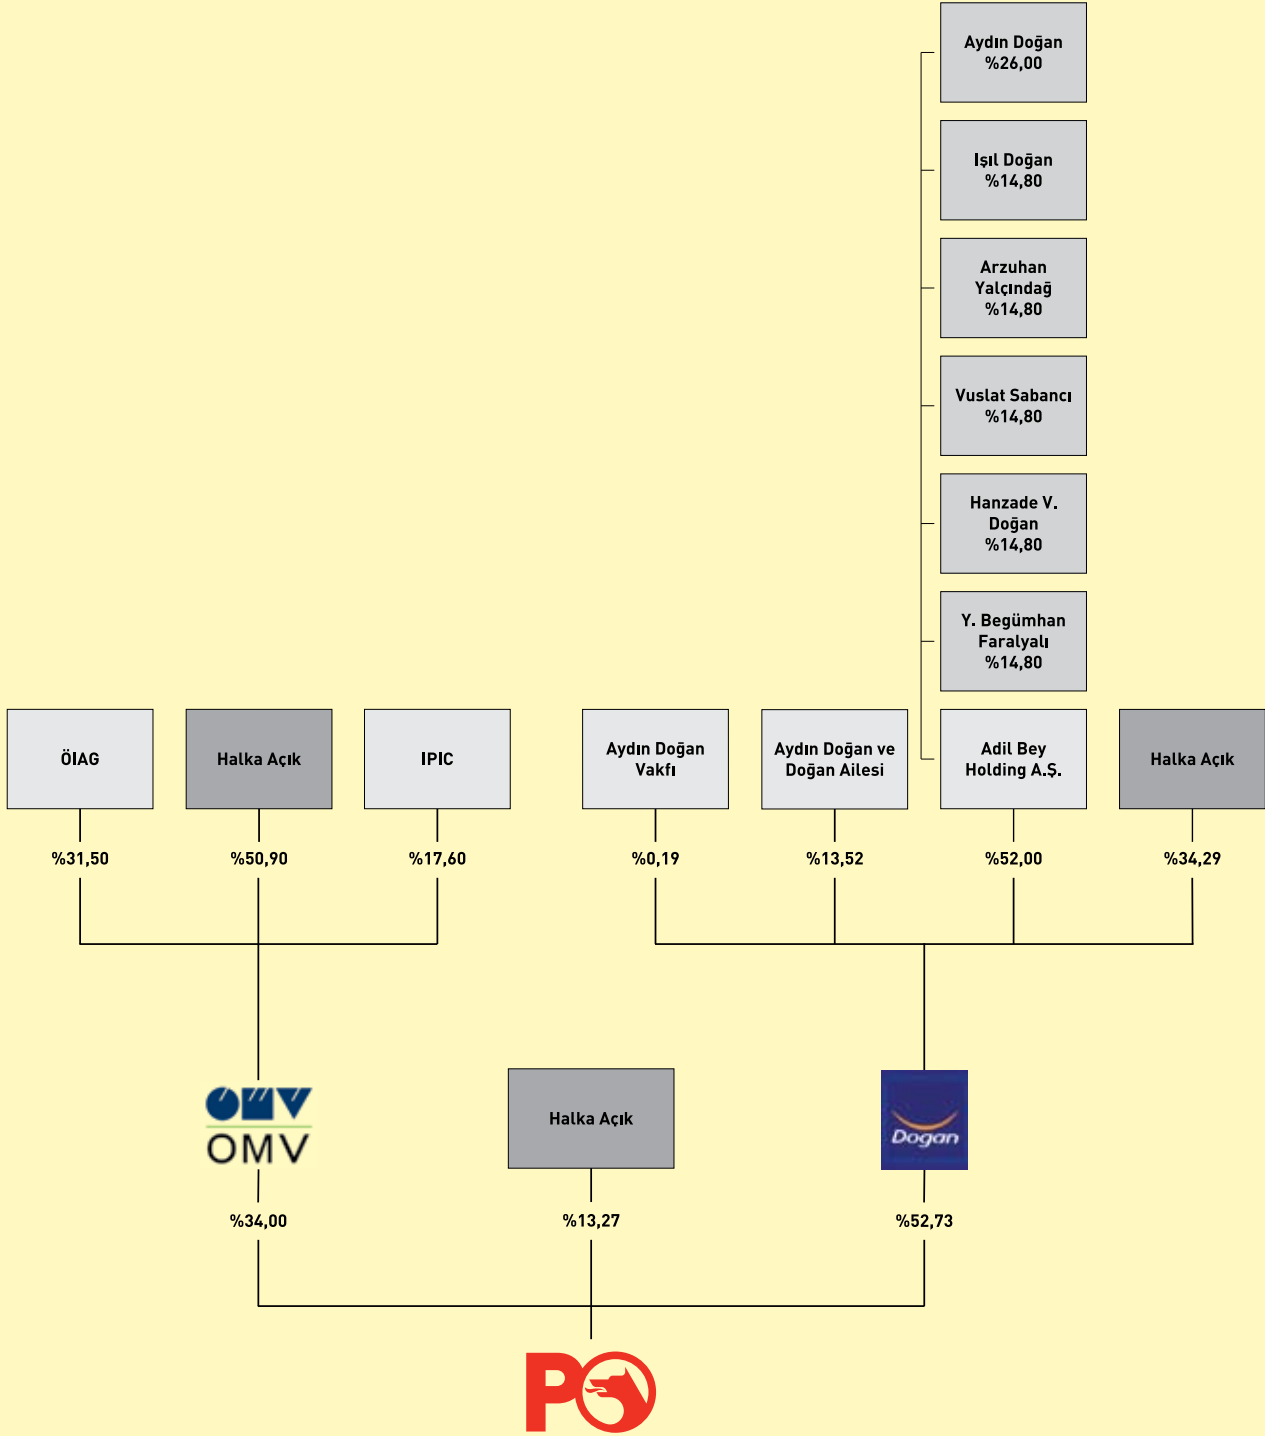 Aydın Doğan
%26,00
Işıl Doğan
%14,80
Arzuhan
Yalçındağ
%14,80
Vuslat Sabancı
%14,80
Hanzade V.
Doğan
%14,80
Y. Begümhan
Faralyalı
%14,80
ÖIAG
Halka Açık
IPIC
Aydın Doğan
Vakfı
Aydın Doğan ve
Doğan Ailesi
Adil Bey
Holding A.Ş.
Halka Açık
%31,50
%50,90
%17,60
%0,19
%13,52
%52,00
%34,29
OMV
OMV
Halka Açık
Dogan
%34,00
%13,27
%52,73
PO